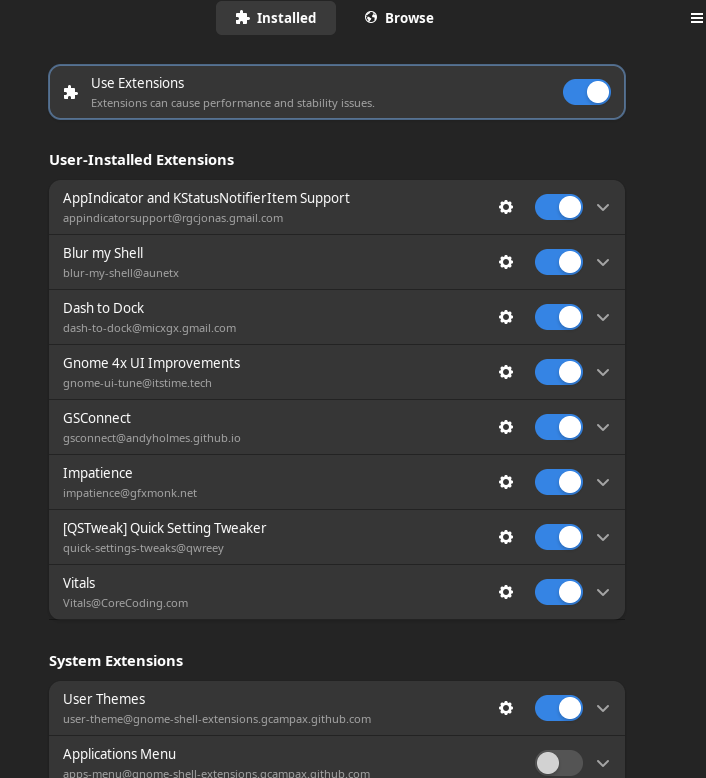 Installed
Browse
Use Extensions
Extensions can cause performance and stability issues.
User-Installed Extensions
AppIndicator and KStatusNotifierItem Support
appindicatorsupport@rgcjonas.gmail.com
Blur my Shell
blur-my-shell@aunetx
Dash to Dock
dash-to-dock@micxgx.gmail.com
Gnome 4x UI Improvements
gnome-ui-tune@itstime.tech
GSConnect
gsconnect@andyholmes.github.io
Impatience
impatience@gfxmonk.net
[QSTweak] Quick Setting Tweaker
quick-settings-tweaks@qwreey
Vitals
Vitals@CoreCoding.com
System Extensions
User Themes
user-theme@gnome-shell-extensions.gcampax.github.com
Applications Menu
apps-menu@gnome-shell-extensions.gcampax.github.com